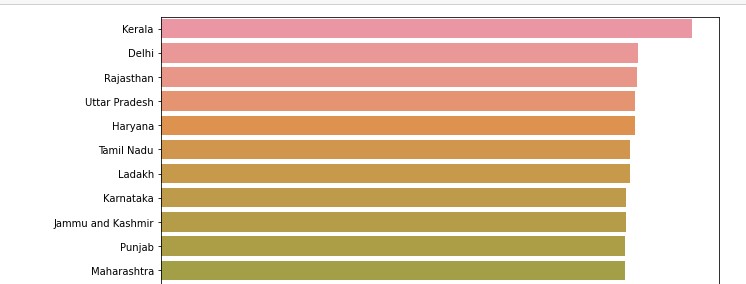 Kerala
Delhi
Rajasthan
Uttar Pradesh
Haryana
Tamil Nadu
Ladakh
Karnataka
Jammu and Kashmir
Punjab
Maharashtra